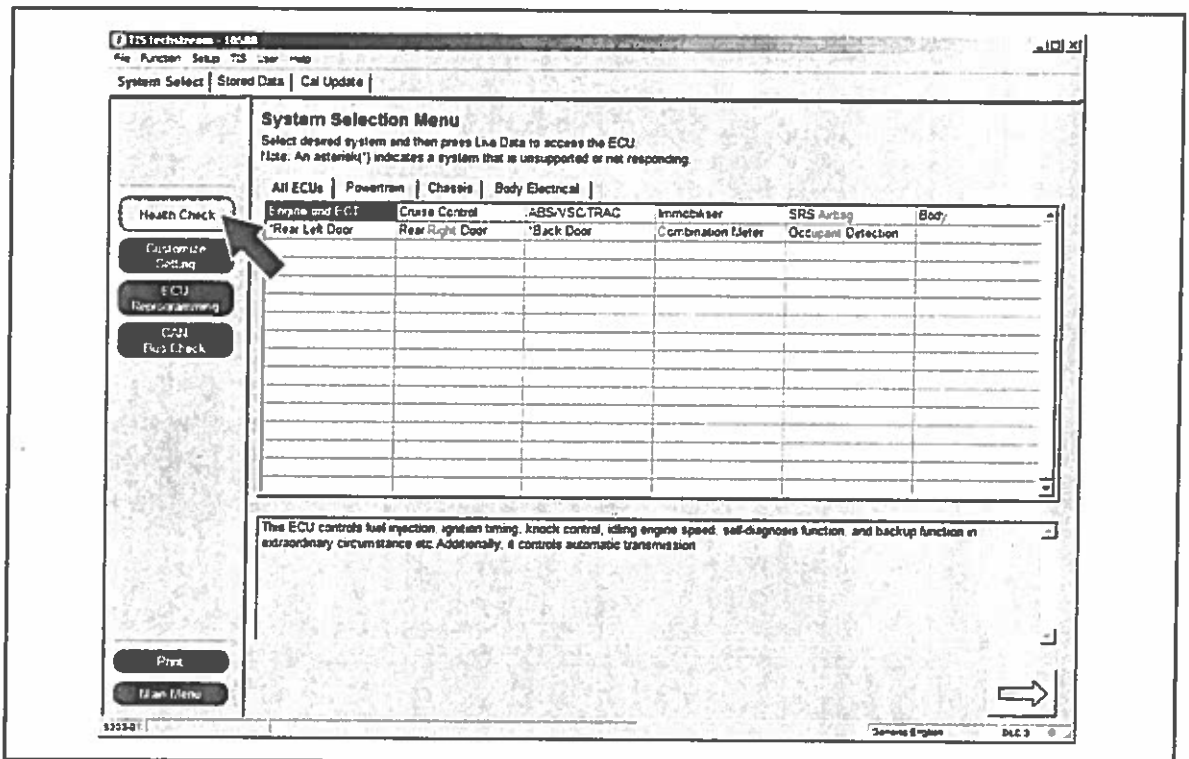 TIS techstream - 10588
File Function Setup TIS User Help
System Select Stored Data Cal Update
System Selection Menu
Select desired system and then press Live Data to access the ECU.
Note: An asterisk(*) indicates a system that is unsupported or not responding.
All ECUs Powertrain Chassis Body Electrical
Health Check
Customize Setting
ECU Reprogramming
CAN Bus Check
Engine and ECT Cruise Control ABS/VSC/TRAC Immobiliser SRS Airbag Body
*Rear Left Door Rear Right Door *Back Door Combination Meter Occupant Detection
This ECU controls fuel injection, ignition timing, knock control, idling engine speed, self-diagnosis function, and backup function in
extraordinary circumstance etc. Additionally, it controls automatic transmission
Print
Main Menu
DLC 3